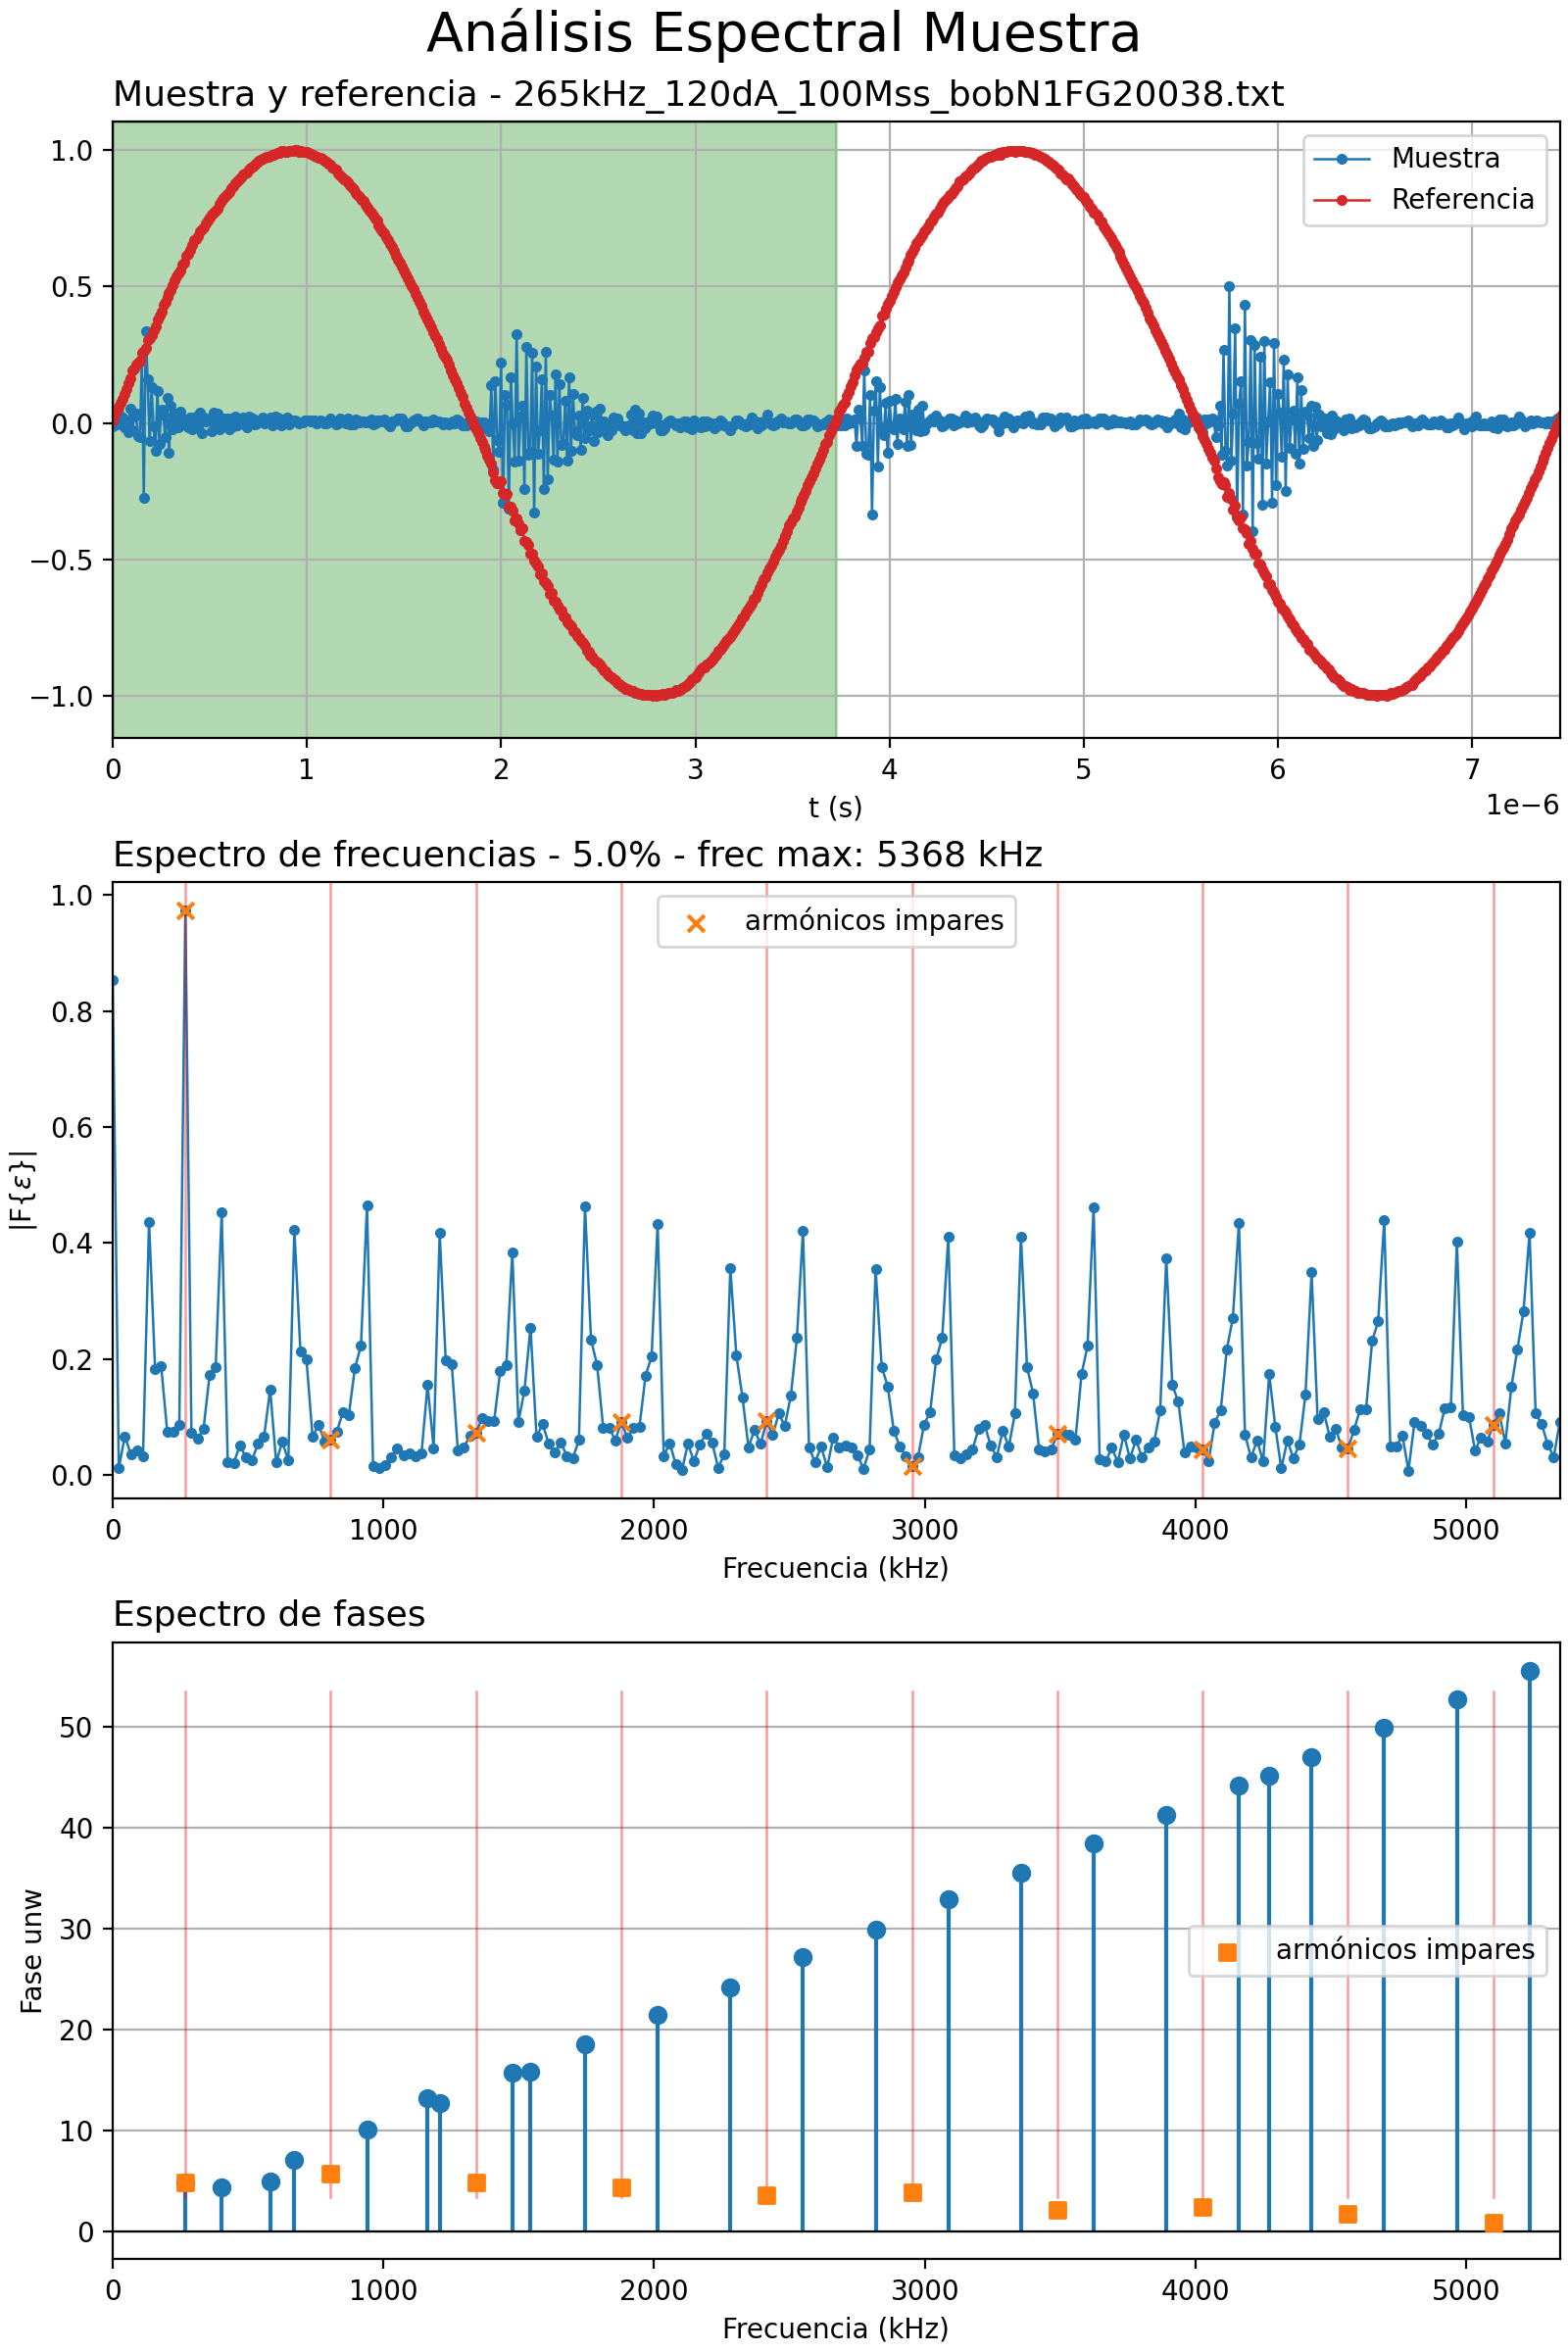 Análisis Espectral Muestra
Muestra y referencia - 265kHz_120dA_100Mss_bobN1FG20038.txt
Muestra
Referencia
1.0
0.5
0.0
−0.5
−1.0
0 1 2 3 4 5 6 7
t (s)
1e−6
Espectro de frecuencias - 5.0% - frec max: 5368 kHz
armónicos impares
1.0
0.8
0.6
0.4
0.2
0.0
|F{ε}|
0 1000 2000 3000 4000 5000
Frecuencia (kHz)
Espectro de fases
armónicos impares
50
40
30
20
10
0
Fase unw
0 1000 2000 3000 4000 5000
Frecuencia (kHz)